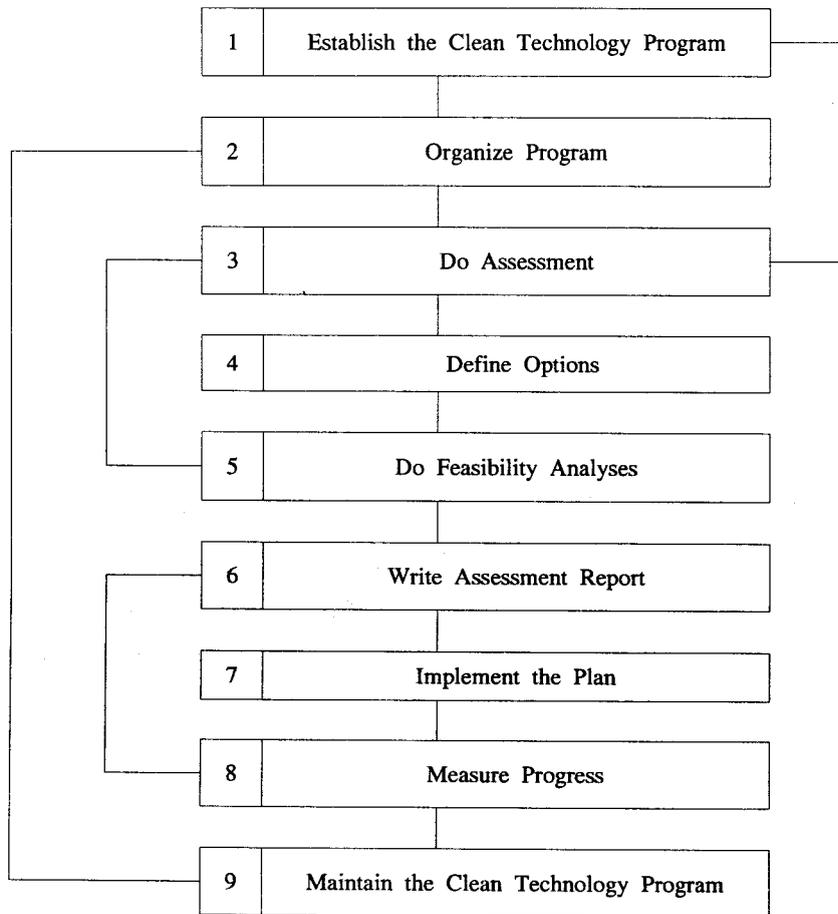 1 Establish the Clean Technology Program
2 Organize Program
3 Do Assessment
4 Define Options
5 Do Feasibility Analyses
6 Write Assessment Report
7 Implement the Plan
8 Measure Progress
9 Maintain the Clean Technology Program